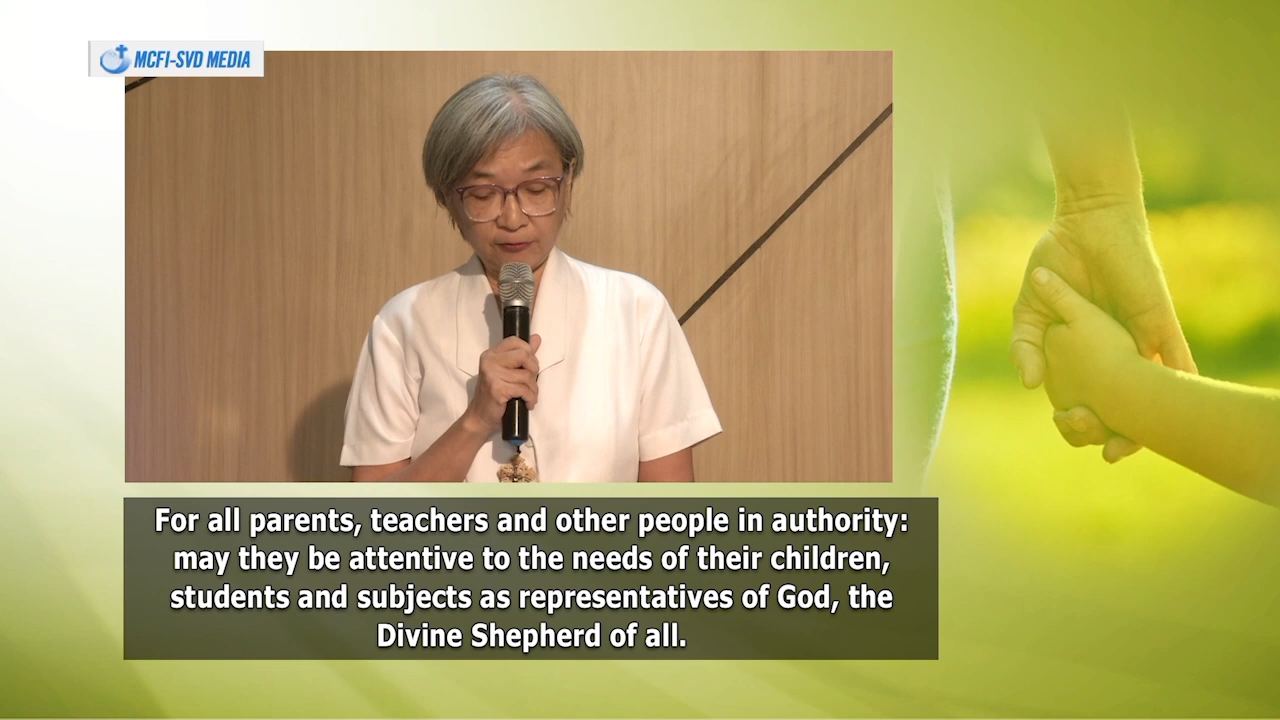 MCFI-SVD MEDIA
For all parents, teachers and other people in authority:
may they be attentive to the needs of their children,
students and subjects as representatives of God, the
Divine Shepherd of all.